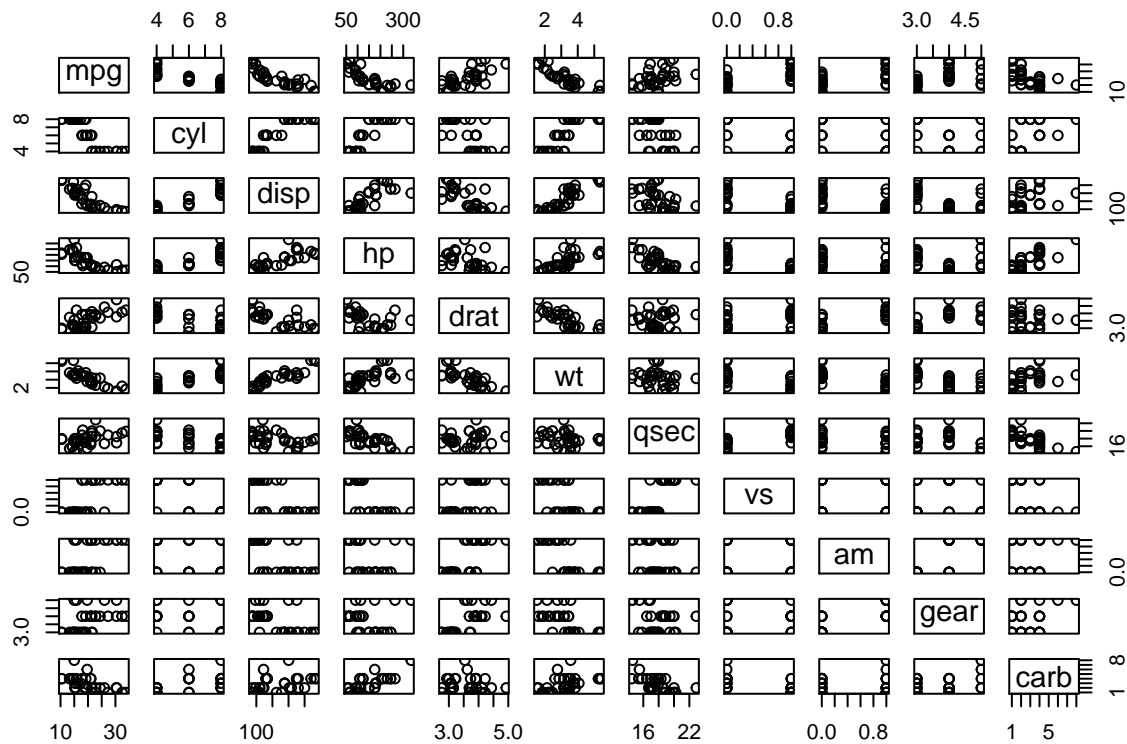 4 6 8 50 300 2 4 0.0 1.0 3.0 4.5
mpg 10
8 4 cyl
disp 100
50 hp
drat 3.0
2 wt
qsec 16
0.0 vs
am 0.0
3.0 gear
carb 8 1
10 30 100 3.0 5.0 16 22 0.0 1.0 1 5